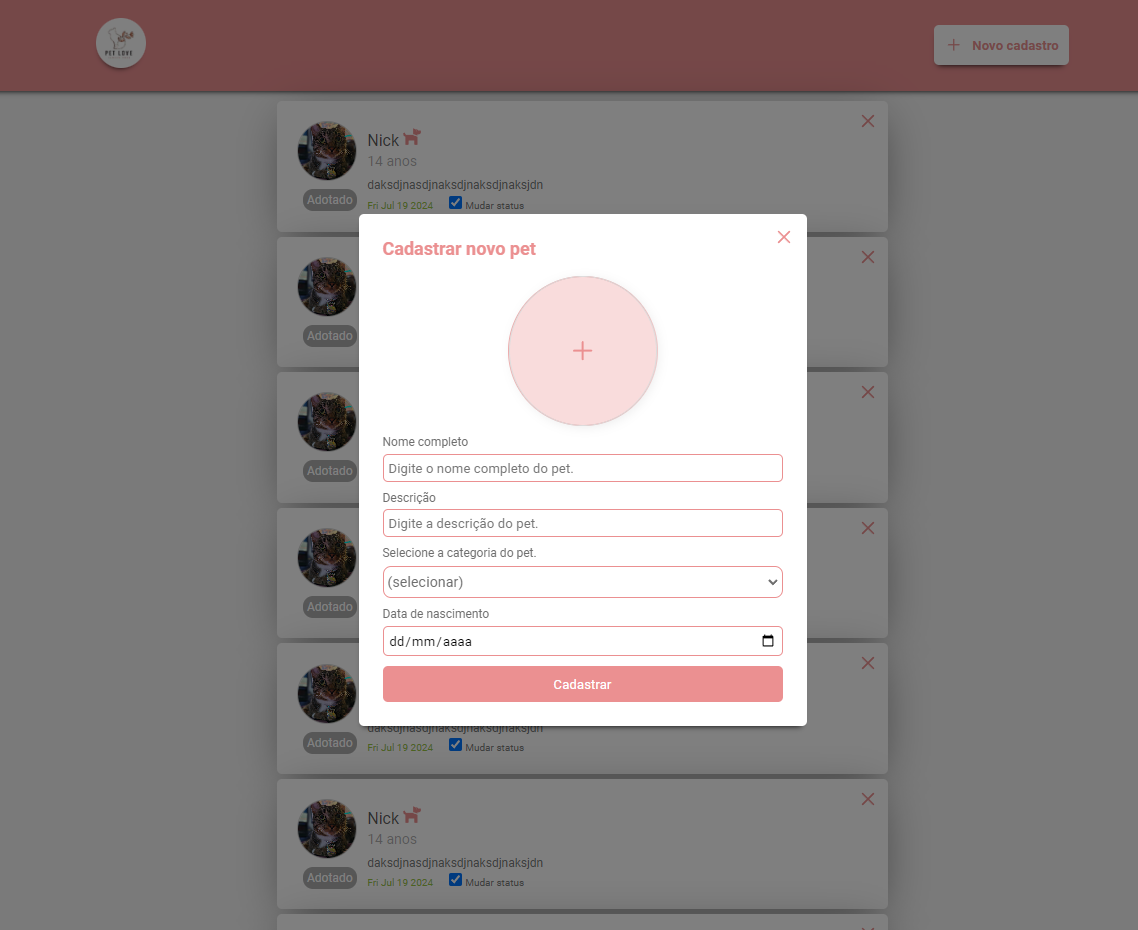 PET LOVE
Novo cadastro
Nick
14 anos
daksdjnasdjnaksdjnaksdjnaksjdn
Adotado
Fri Jul 19 2024 Mudar status
Adotado
Adotado
Adotado
Cadastrar novo pet
Nome completo
Digite o nome completo do pet.
Descrição
Digite a descrição do pet.
Selecione a categoria do pet.
(selecionar)
Data de nascimento
dd/mm/aaaa
Cadastrar
daksdjnasdjnaksdjnaksdjnaksjdn
Adotado
Fri Jul 19 2024 Mudar status
Nick
14 anos
daksdjnasdjnaksdjnaksdjnaksjdn
Adotado
Fri Jul 19 2024 Mudar status